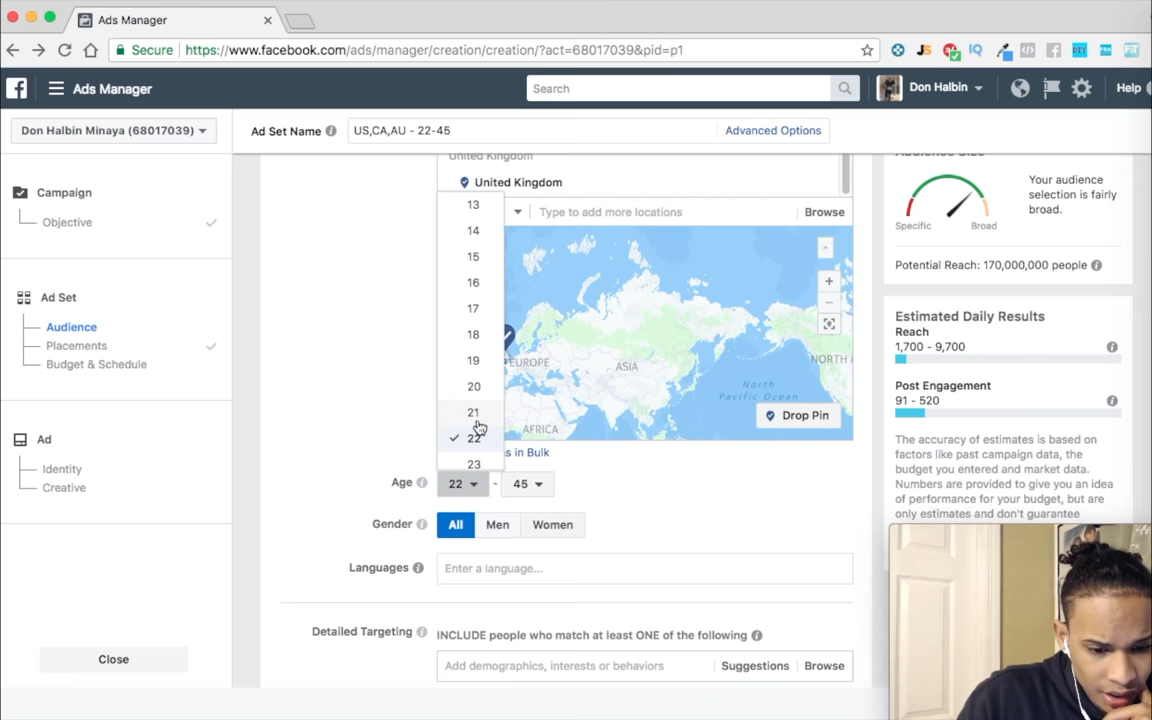 Ads Manager
Secure https://www.facebook.com/ads/manager/creation/creation/?act=68017039&pid=p1
Ads Manager
Search
Don Halbin
Help
Don Halbin Minaya (68017039)
Ad Set Name
US,CA,AU - 22-45
Advanced Options
Campaign
Objective
Ad Set
Audience
Placements
Budget & Schedule
Ad
Identity
Creative
Close
United Kingdom
United Kingdom
Type to add more locations
Browse
13
14
15
16
17
18
19
20
21
22
23
EUROPE
ASIA
AFRICA
NORTH
North
Pacific Ocean
Drop Pin
s in Bulk
Age
22 - 45
Gender
All Men Women
Languages
Enter a language...
Detailed Targeting
INCLUDE people who match at least ONE of the following
Add demographics, interests or behaviors
Suggestions
Browse
Audience Size
Specific
Broad
Your audience
selection is fairly
broad.
Potential Reach: 170,000,000 people
Estimated Daily Results
Reach
1,700 - 9,700
Post Engagement
91 - 520
The accuracy of estimates is based on
factors like past campaign data, the
budget you entered and market data.
Numbers are provided to give you an idea
of performance for your budget, but are
only estimates and don't guarantee